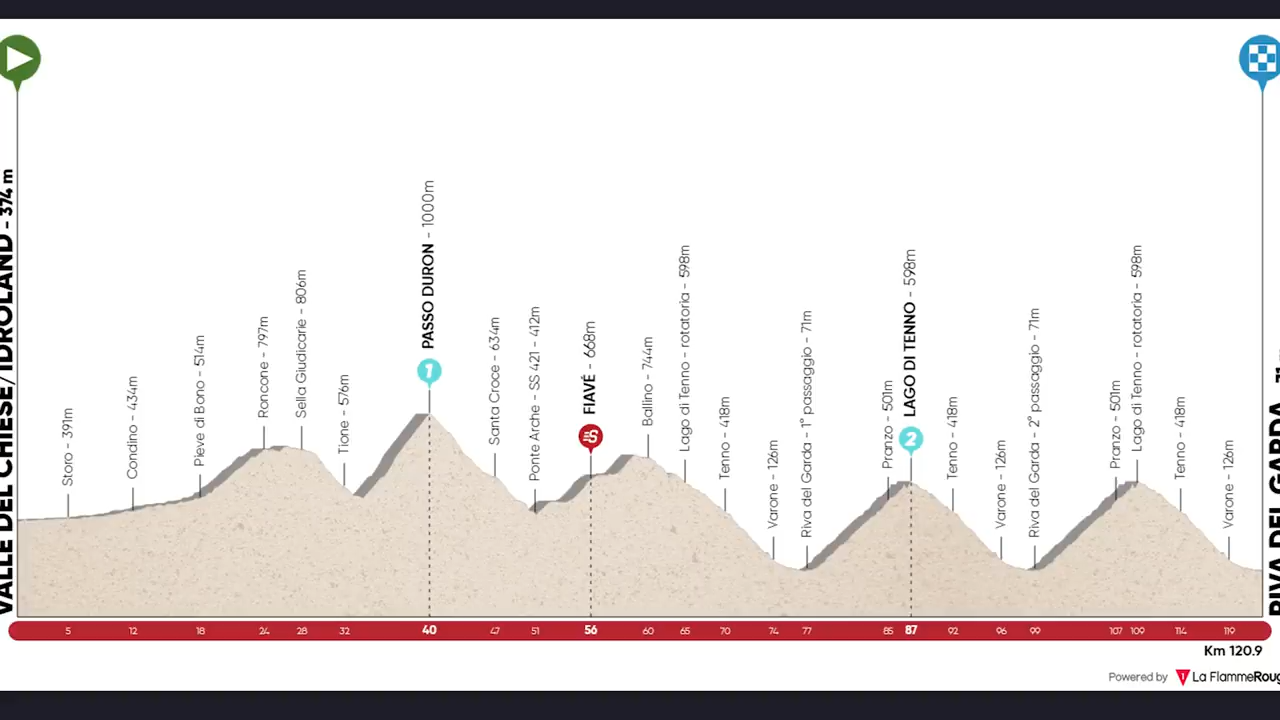 VALLE DEL CHIESE/IDROLAND - 374 m
Storo - 391m
Condino - 434m
Pieve di Bono - 514m
Roncone - 797m
Sella Giudicarie - 806m
Tione - 576m
PASSO DURON - 1000m
1
Santa Croce - 634m
Ponte Arche - SS 421 - 412m
FIAVÉ - 668m
S
Ballino - 744m
Lago di Tenno - rotatoria - 598m
Tenno - 418m
Varone - 126m
Riva del Garda - 1° passaggio - 71m
Pranzo - 501m
LAGO DI TENNO - 598m
2
Tenno - 418m
Varone - 126m
Riva del Garda - 2° passaggio - 71m
Pranzo - 501m
Lago di Tenno - rotatoria - 598m
Tenno - 418m
Varone - 126m
RIVA DEL GARDA - 71 m
5 12 18 24 28 32 40 47 51 56 60 65 70 74 77 85 87 92 96 99 107 109 114 119
Km 120.9
Powered by La FlammeRoug